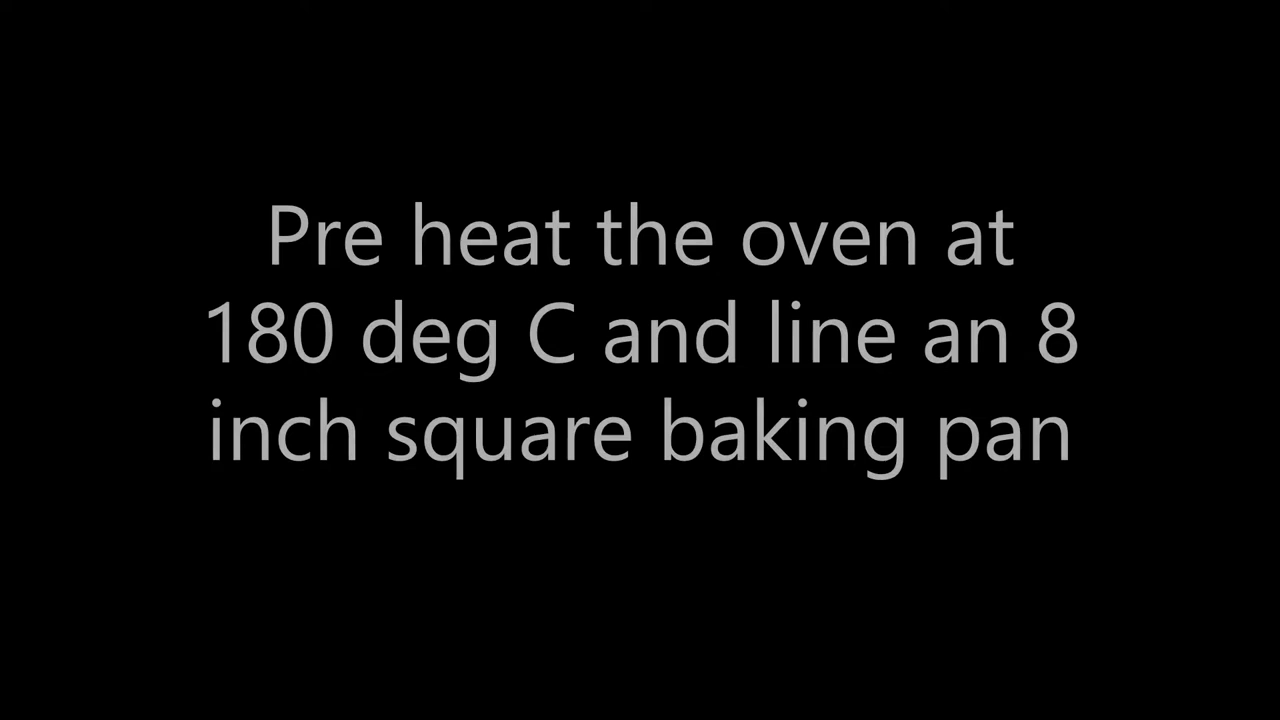 Pre heat the oven at
180 deg C and line an 8
inch square baking pan